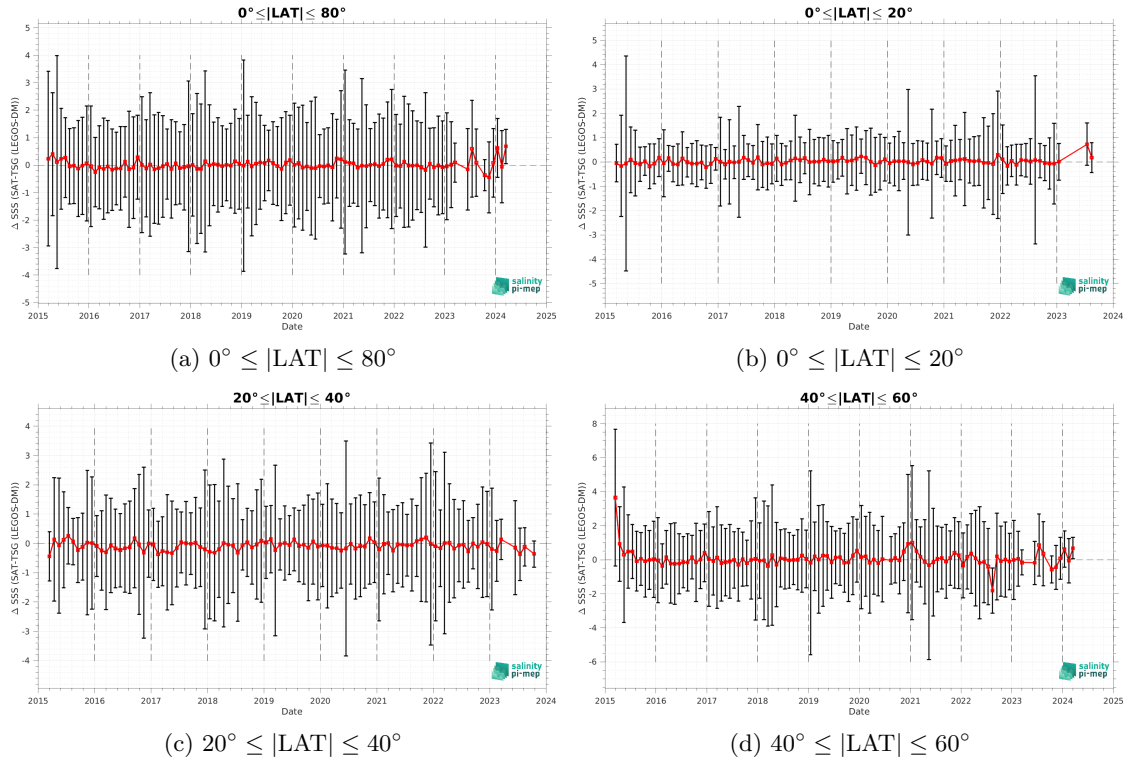 0°≤|LAT|≤ 80°
Δ SSS (SAT-TSG (LEGOS-DM))
5
4
3
2
1
0
-1
-2
-3
-4
-5
2015 2016 2017 2018 2019 2020 2021 2022 2023 2024 2025
Date
salinity
pi-mep
(a) 0° ≤ |LAT| ≤ 80°
0°≤|LAT|≤ 20°
Δ SSS (SAT-TSG (LEGOS-DM))
5
4
3
2
1
0
-1
-2
-3
-4
-5
2015 2016 2017 2018 2019 2020 2021 2022 2023 2024
Date
salinity
pi-mep
(b) 0° ≤ |LAT| ≤ 20°
20°≤|LAT|≤ 40°
Δ SSS (SAT-TSG (LEGOS-DM))
4
3
2
1
0
-1
-2
-3
-4
2015 2016 2017 2018 2019 2020 2021 2022 2023 2024
Date
salinity
pi-mep
(c) 20° ≤ |LAT| ≤ 40°
40°≤|LAT|≤ 60°
Δ SSS (SAT-TSG (LEGOS-DM))
8
6
4
2
0
-2
-4
-6
2015 2016 2017 2018 2019 2020 2021 2022 2023 2024 2025
Date
salinity
pi-mep
(d) 40° ≤ |LAT| ≤ 60°